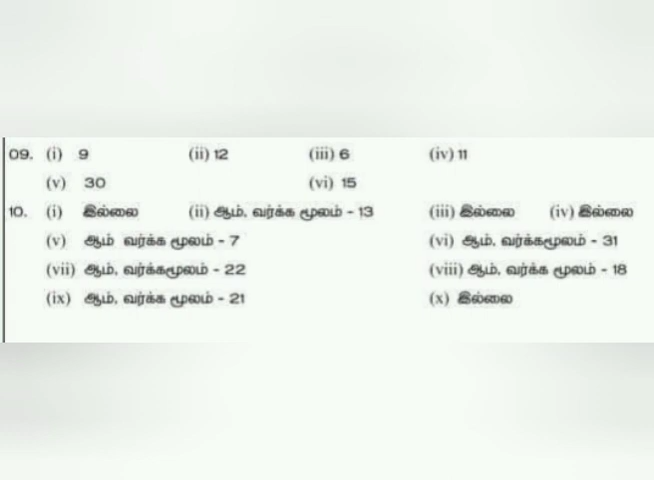 09. (i) 9 (ii) 12 (iii) 6 (iv) 11
(v) 30 (vi) 15
10. (i) இல்லை (ii) ஆம், வர்க்க மூலம் - 13 (iii) இல்லை (iv) இல்லை
(v) ஆம் வர்க்க மூலம் - 7 (vi) ஆம், வர்க்கமூலம் - 31
(vii) ஆம், வர்க்கமூலம் - 22 (viii) ஆம், வர்க்க மூலம் - 18
(ix) ஆம், வர்க்க மூலம் - 21 (x) இல்லை